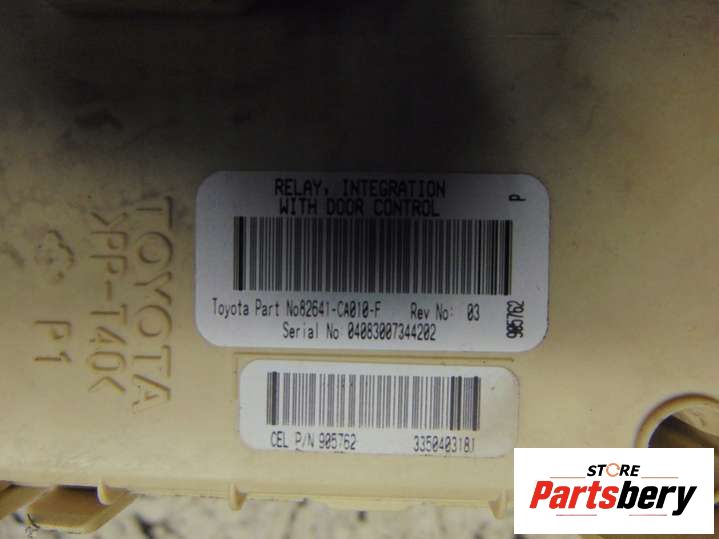 RELAY, INTEGRATION
WITH DOOR CONTROL
P
Toyota Part No82641-CA010-F Rev No: 03
Serial No 04083007344202
905762
CEL P/N 905762 3350403181
TOYOTA
>PP-T40<
P1
STORE
Partsbery